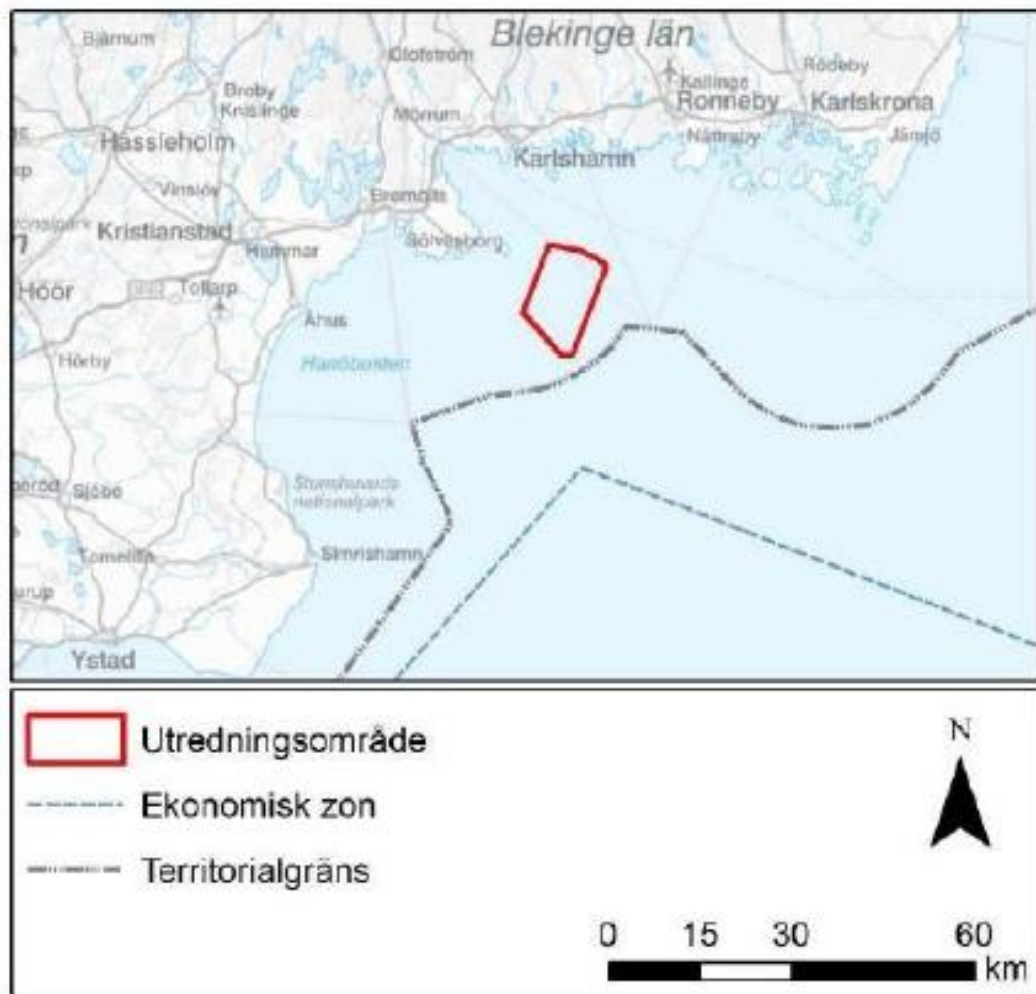 Blekinge län
Bjärnum
Olofström
Kallinge
Rödeby
Broby
Knislinge
Mörrum
Ronneby
Karlskrona
Hässleholm
Nättraby
Jämjö
Karlshamn
Vinslöv
Bromölla
Kristianstad
Sölvesborg
Hammar
Höör
Tollarp
Åhus
Hörby
Hanöbukten
Stenshuvuds
nationalpark
Sjöbo
Tomelilla
Simrishamn
Ystad
Utredningsområde
Ekonomisk zon
Territorialgräns
N
0 15 30 60
km